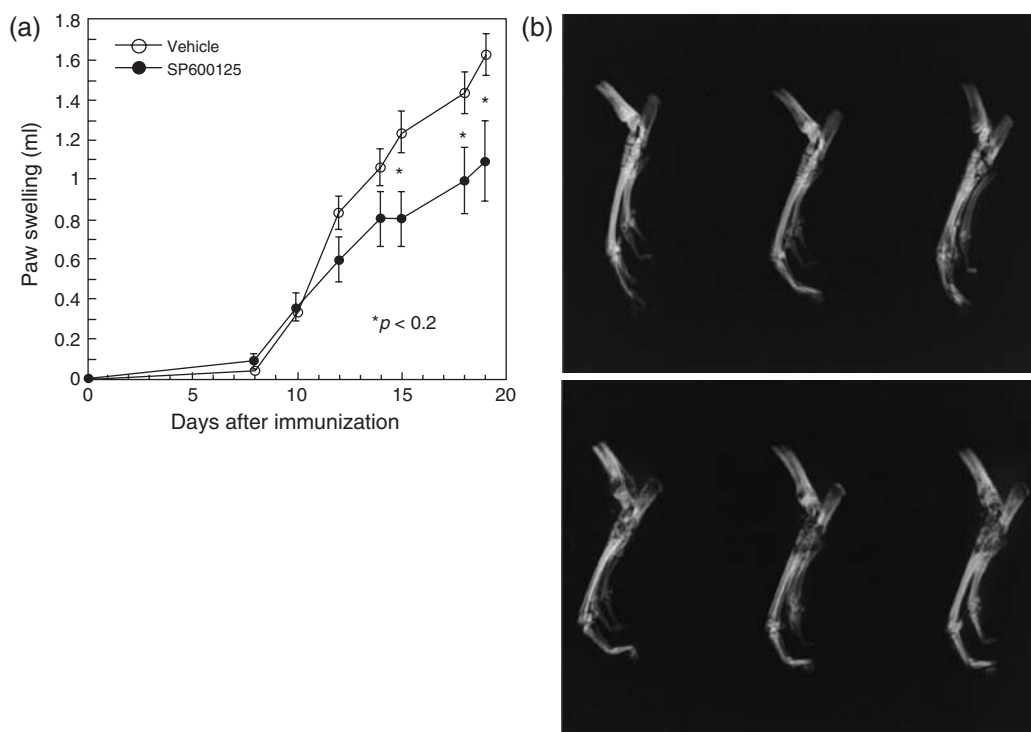 (a)
1.8
1.6
1.4
1.2
1
0.8
0.6
0.4
0.2
0
Paw swelling (ml)
Vehicle
SP600125
*
*
*
*p < 0.2
0
5
10
15
20
Days after immunization
(b)